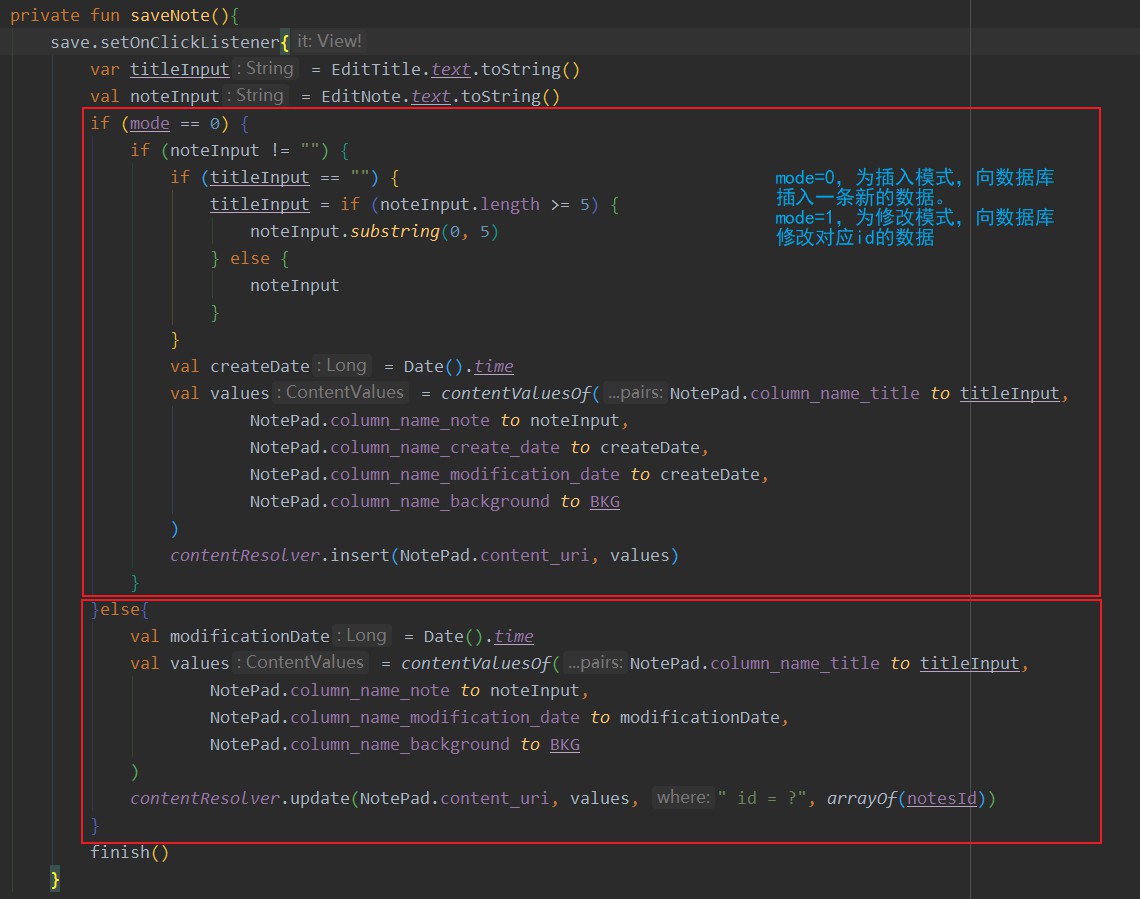 private fun saveNote(){
save.setOnClickListener{ it: View!
var titleInput : String = EditTitle.text.toString()
val noteInput : String = EditNote.text.toString()
if (mode == 0) {
if (noteInput != "") {
if (titleInput == "") {
titleInput = if (noteInput.length >= 5) {
noteInput.substring(0, 5)
} else {
noteInput
}
}
mode=0，为插入模式，向数据库
插入一条新的数据。
mode=1，为修改模式，向数据库
修改对应id的数据
val createDate : Long = Date().time
val values : ContentValues = contentValuesOf( ...pairs: NotePad.column_name_title to titleInput,
NotePad.column_name_note to noteInput,
NotePad.column_name_create_date to createDate,
NotePad.column_name_modification_date to createDate,
NotePad.column_name_background to BKG
)
contentResolver.insert(NotePad.content_uri, values)
}
}else{
val modificationDate : Long = Date().time
val values : ContentValues = contentValuesOf( ...pairs: NotePad.column_name_title to titleInput,
NotePad.column_name_note to noteInput,
NotePad.column_name_modification_date to modificationDate,
NotePad.column_name_background to BKG
)
contentResolver.update(NotePad.content_uri, values, where: " id = ?", arrayOf(notesId))
}
finish()
}